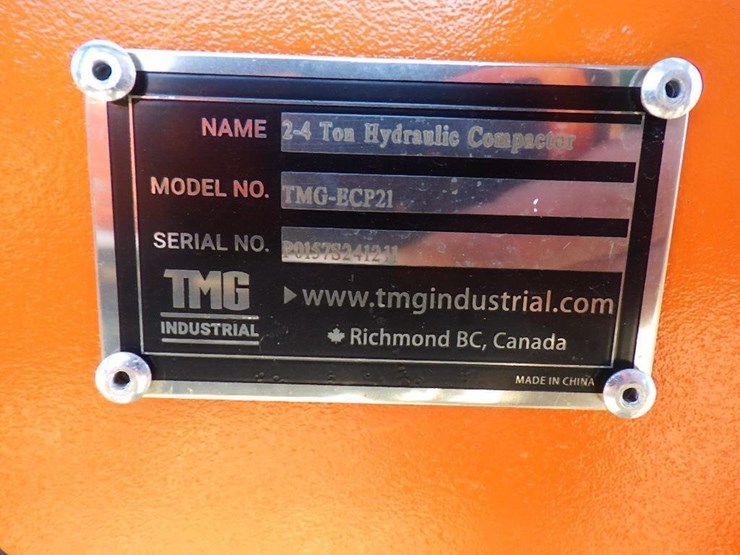 NAME 2-4 Ton Hydraulic Compactor
MODEL NO. TMG-ECP21
SERIAL NO.
TMG
INDUSTRIAL
www.tmgindustrial.com
Richmond BC, Canada
MADE IN CHINA